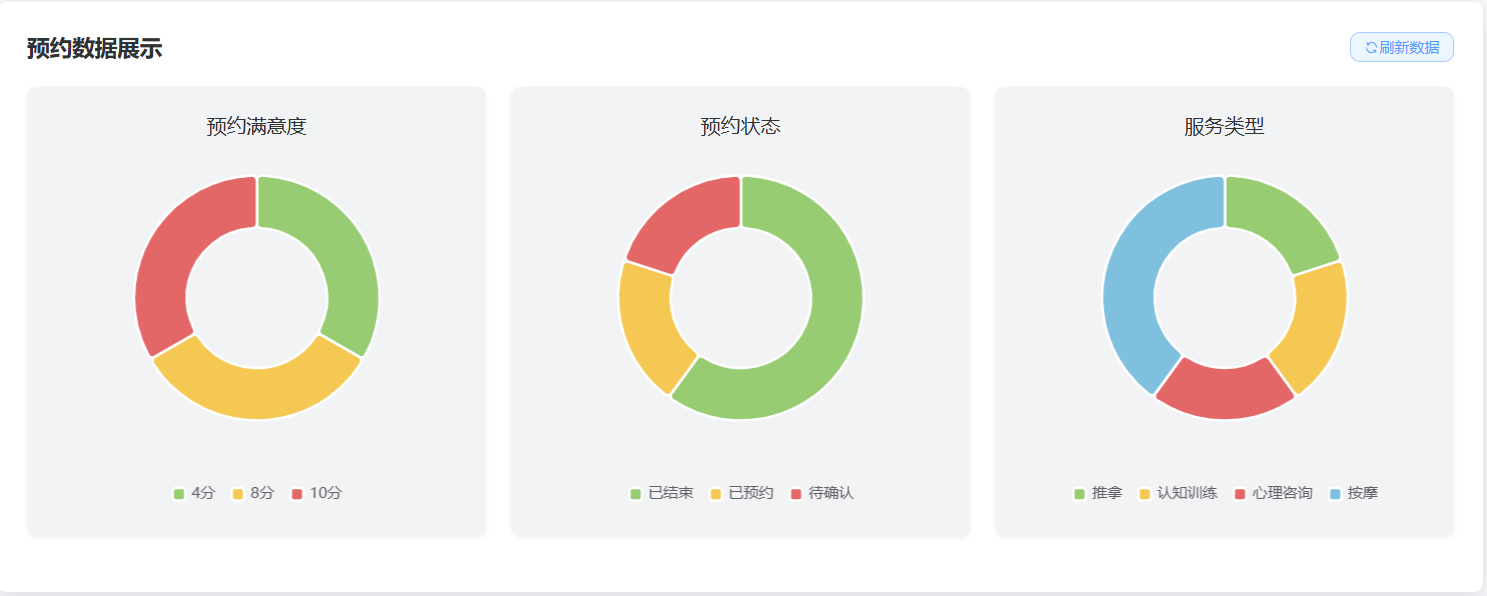 预约数据展示
刷新数据
预约满意度
4分 8分 10分
预约状态
已结束 已预约 待确认
服务类型
推拿 认知训练 心理咨询 按摩